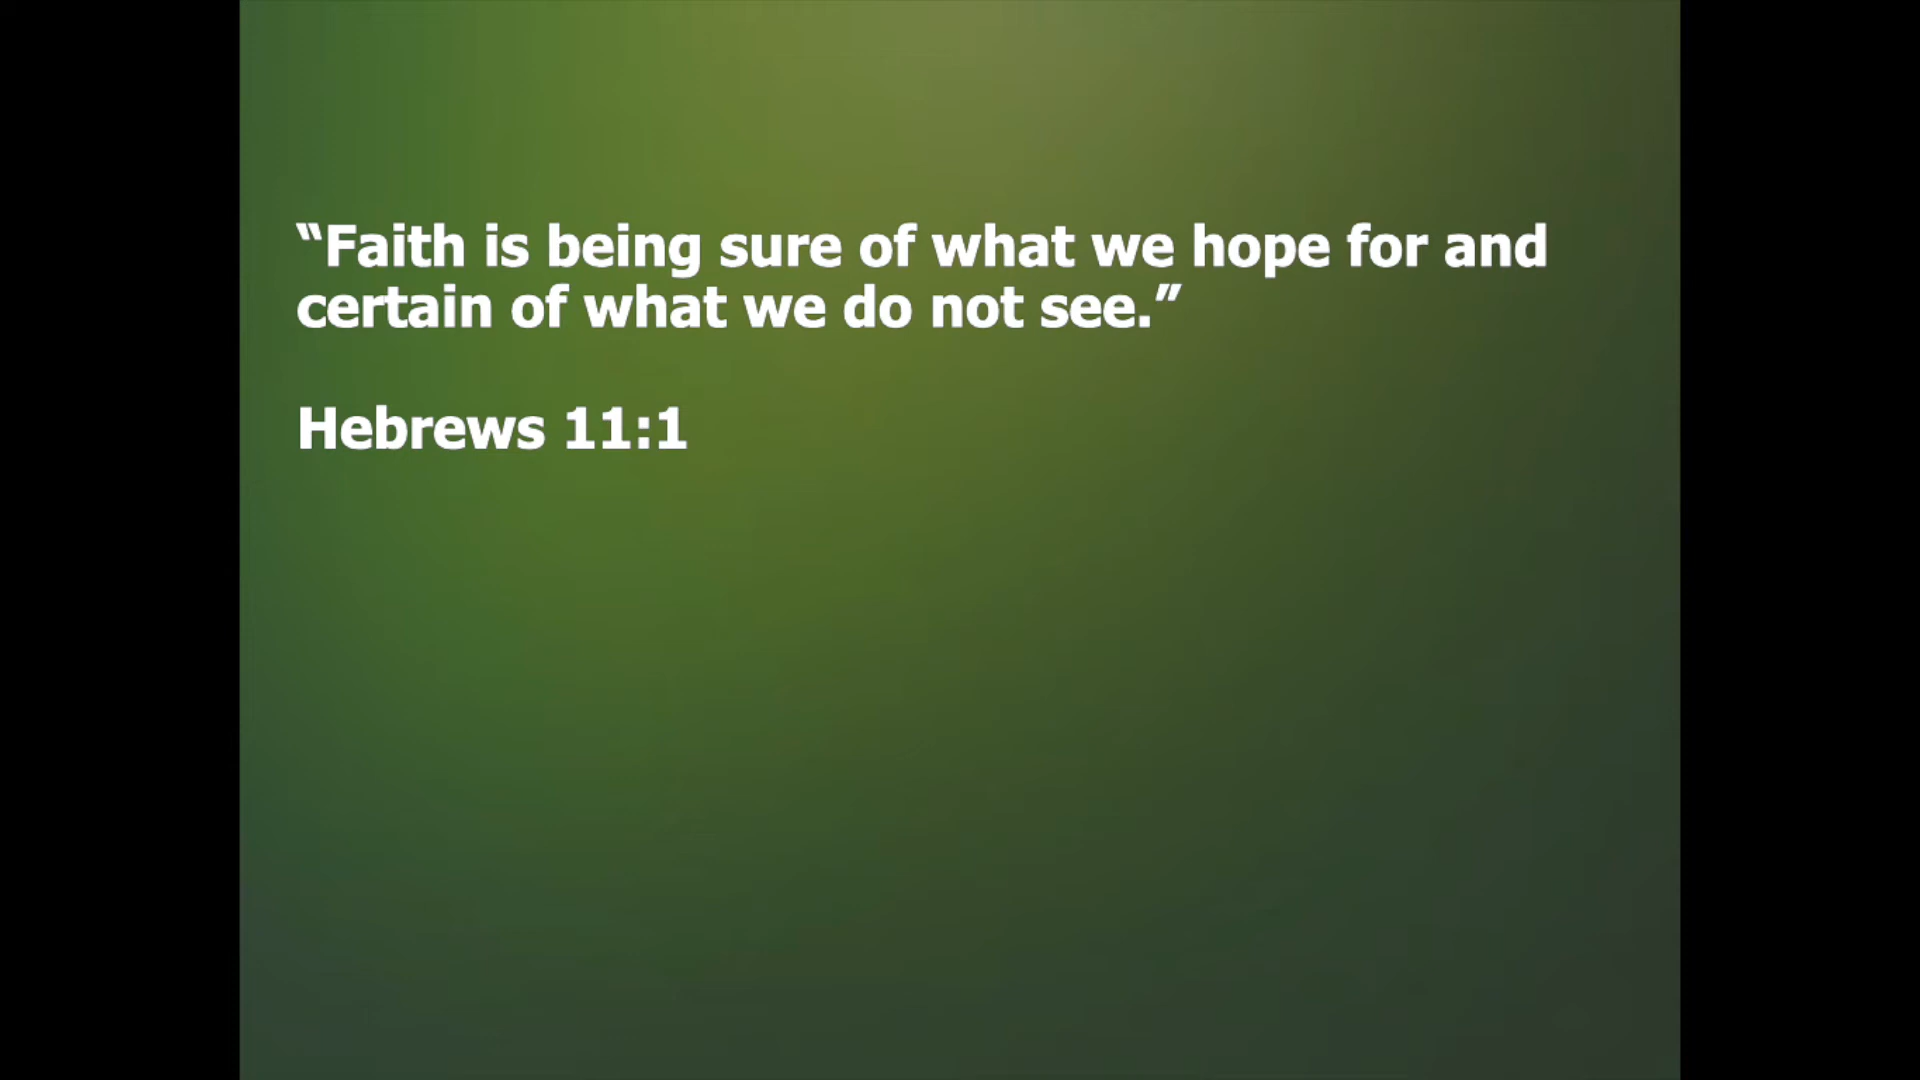 “Faith is being sure of what we hope for and
certain of what we do not see.”
Hebrews 11:1